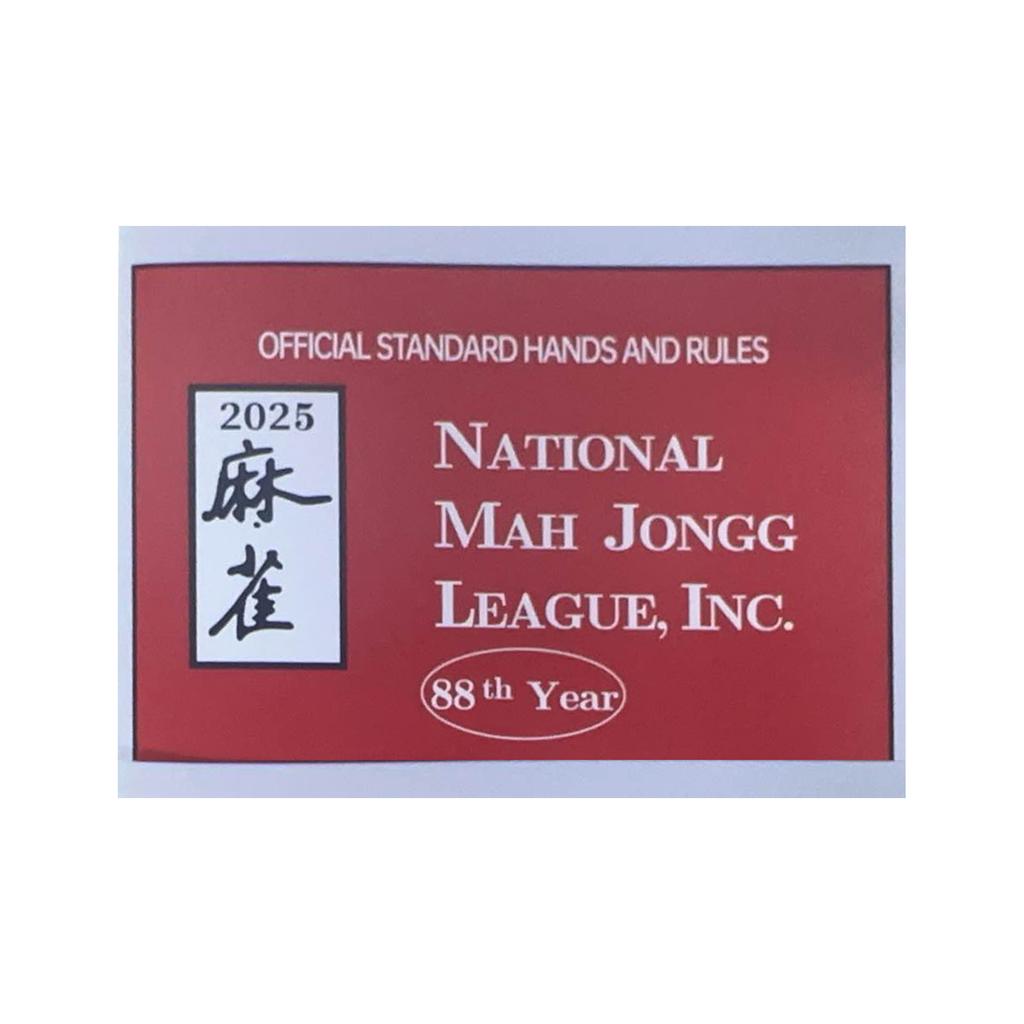 OFFICIAL STANDARD HANDS AND RULES
2025
麻
雀
NATIONAL
MAH JONGG
LEAGUE, INC.
88th Year